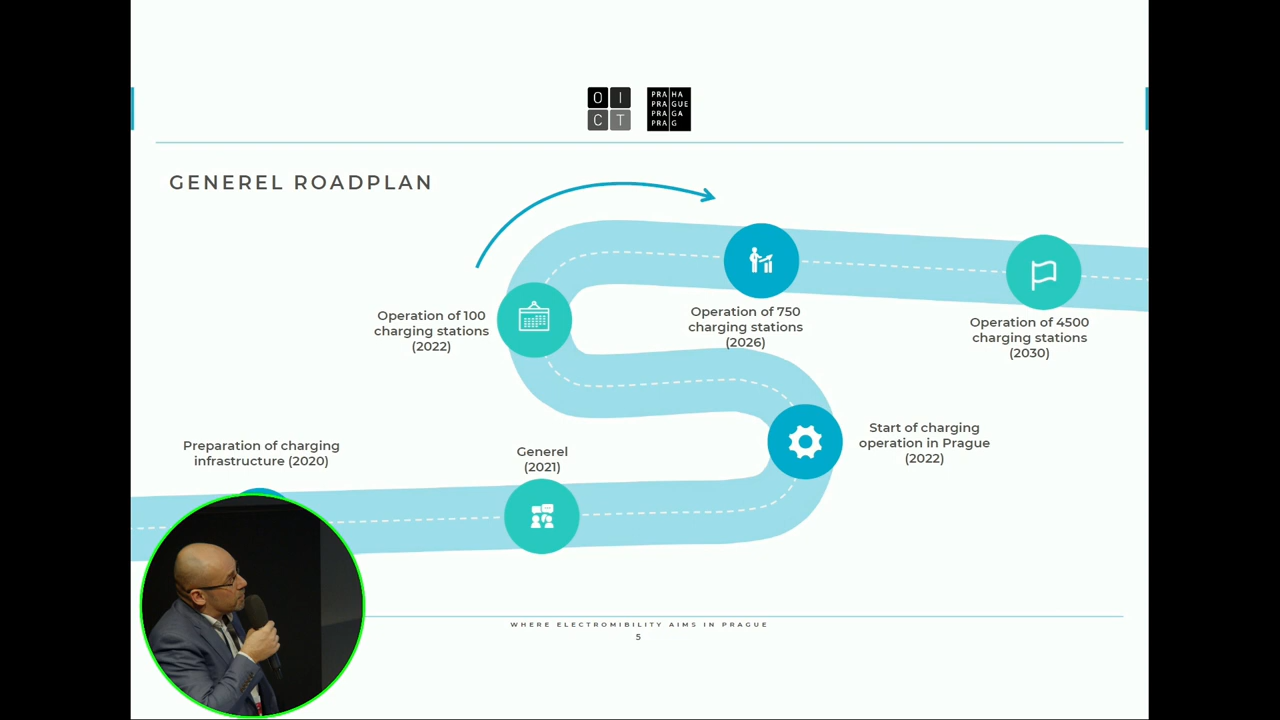 O I
C T
PRA HA
PRA GUE
PRA GA
PRA G
GENEREL ROADPLAN
Operation of 100
charging stations
(2022)
Operation of 750
charging stations
(2026)
Operation of 4500
charging stations
(2030)
Preparation of charging
infrastructure (2020)
Generel
(2021)
Start of charging
operation in Prague
(2022)
WHERE ELECTROMIBILITY AIMS IN PRAGUE
5